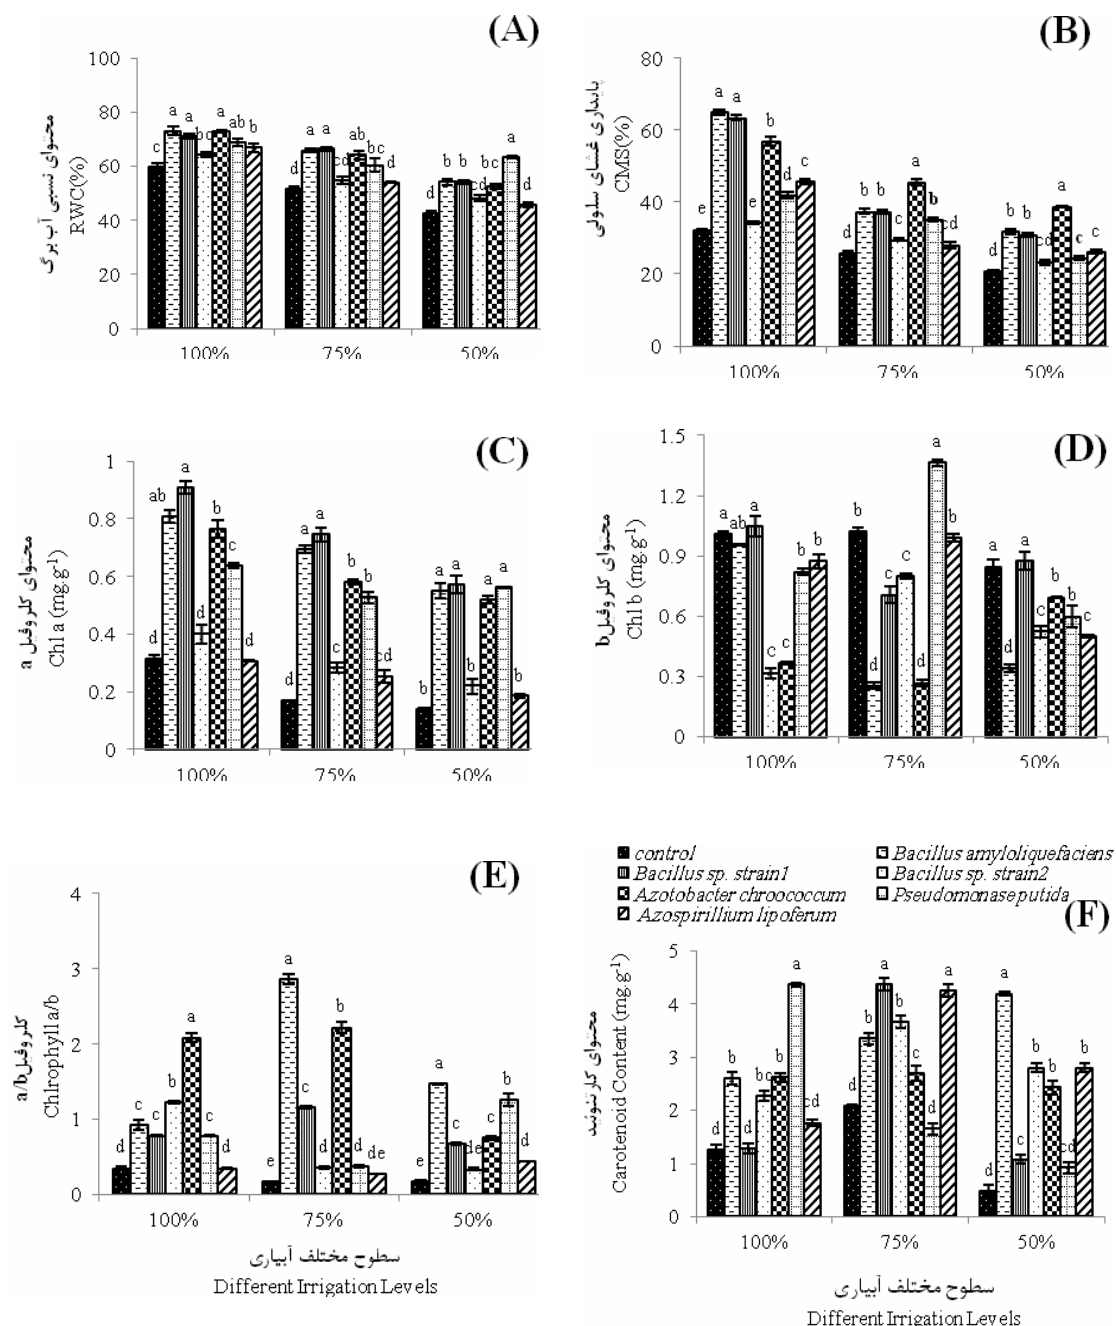 (A)
محتوای نسبی آب برگ
RWC(%)
100
80
60
40
20
0
c a a bc a ab b
d a a cd ab bc d
d b b cd bc a d
100% 75% 50%
(B)
پایداری غشای سلولی
CMS(%)
80
60
40
20
0
e a a e b d c
d b b c a b cd
d b b cd a c c
100% 75% 50%
(C)
محتوای کلروفیل a
Chl a (mg.g-1)
1
0.8
0.6
0.4
0.2
0
d ab a d b c d
d a a c b b cd
b a a b a a b
100% 75% 50%
(D)
محتوای کلروفیل b
Chl b (mg.g-1)
1.5
1.2
0.9
0.6
0.3
0
a ab a c c b b
b d c c d a b
a d a c b c c
100% 75% 50%
(E)
کلروفیل a/b
Chlrophyll a/b
4
3
2
1
0
d c c b a c d
e a c d b d de
e a c de c b d
100% 75% 50%
سطوح مختلف آبیاری
Different Irrigation Levels
control
Bacillus amyloliquefaciens
Bacillus sp. strain1
Bacillus sp. strain2
Azotobacter chroococcum
Pseudomonase putida
Azospirillium lipoferum
(F)
محتوای کارتنوئید
Carotenoid Content (mg.g-1)
5
4
3
2
1
0
d b d bc b a cd
d b a b c d a
d a c b b cd b
100% 75% 50%
سطوح مختلف آبیاری
Different Irrigation Levels